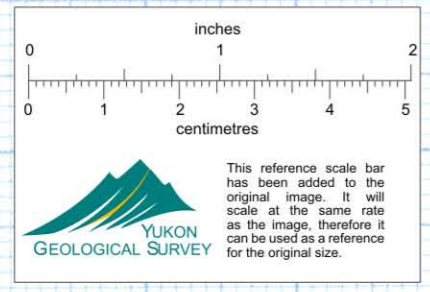 inches
0 1 2
0 1 2 3 4 5
centimetres
This reference scale bar
has been added to the
original image. It will
scale at the same rate
as the image, therefore it
can be used as a reference
for the original size.
YUKON
GEOLOGICAL SURVEY